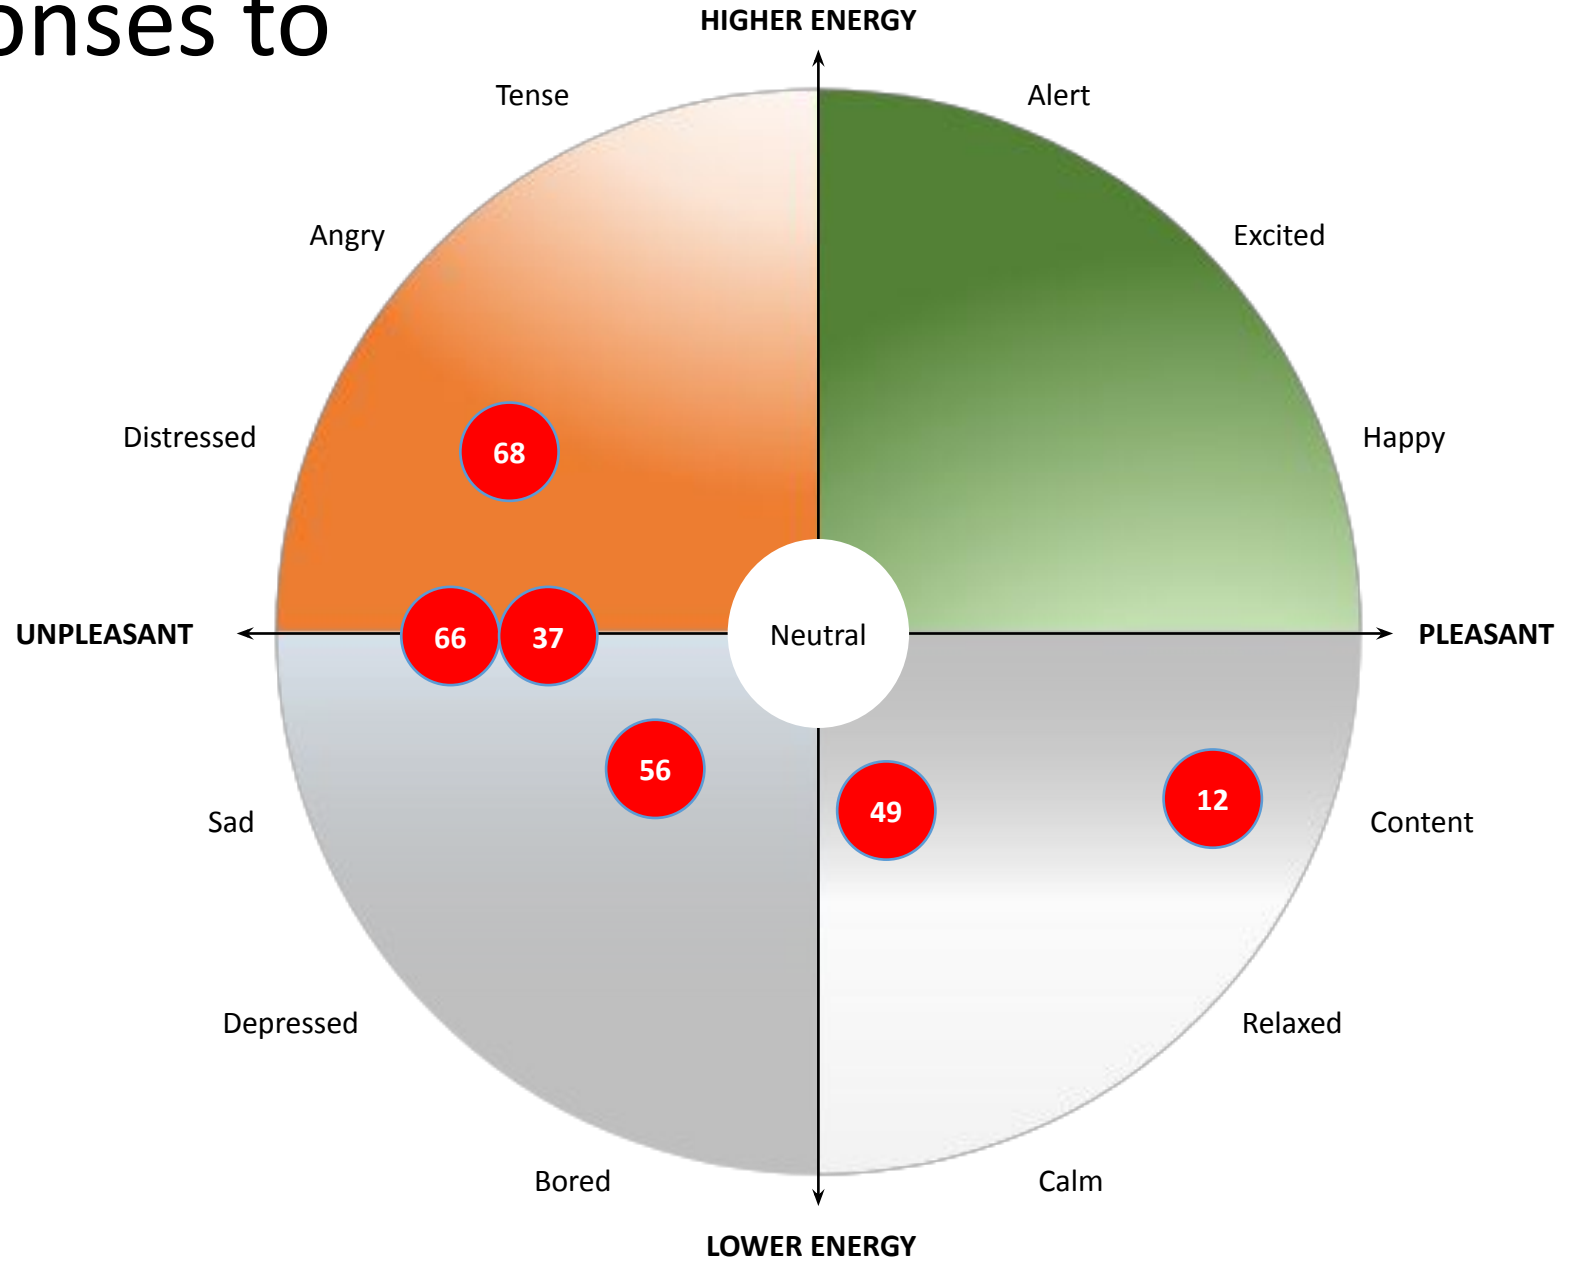 onses to
HIGHER ENERGY
Tense
Alert
Angry
Excited
Distressed
Happy
68
UNPLEASANT
66
37
Neutral
PLEASANT
56
49
12
Sad
Content
Depressed
Relaxed
Bored
Calm
LOWER ENERGY